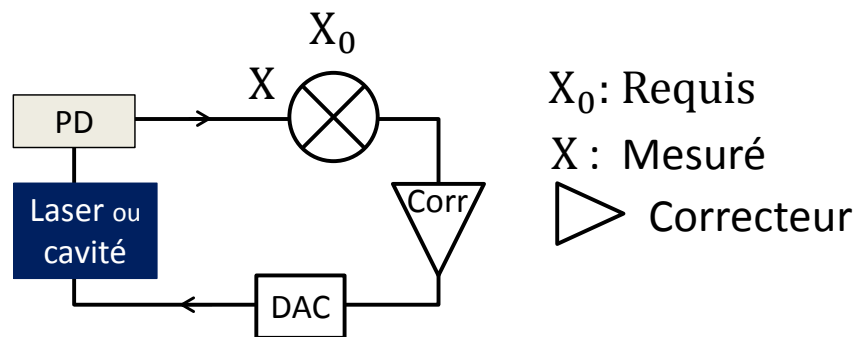 X₀
X
PD
Laser ou
cavité
Corr
DAC
X₀: Requis
X : Mesuré
Correcteur